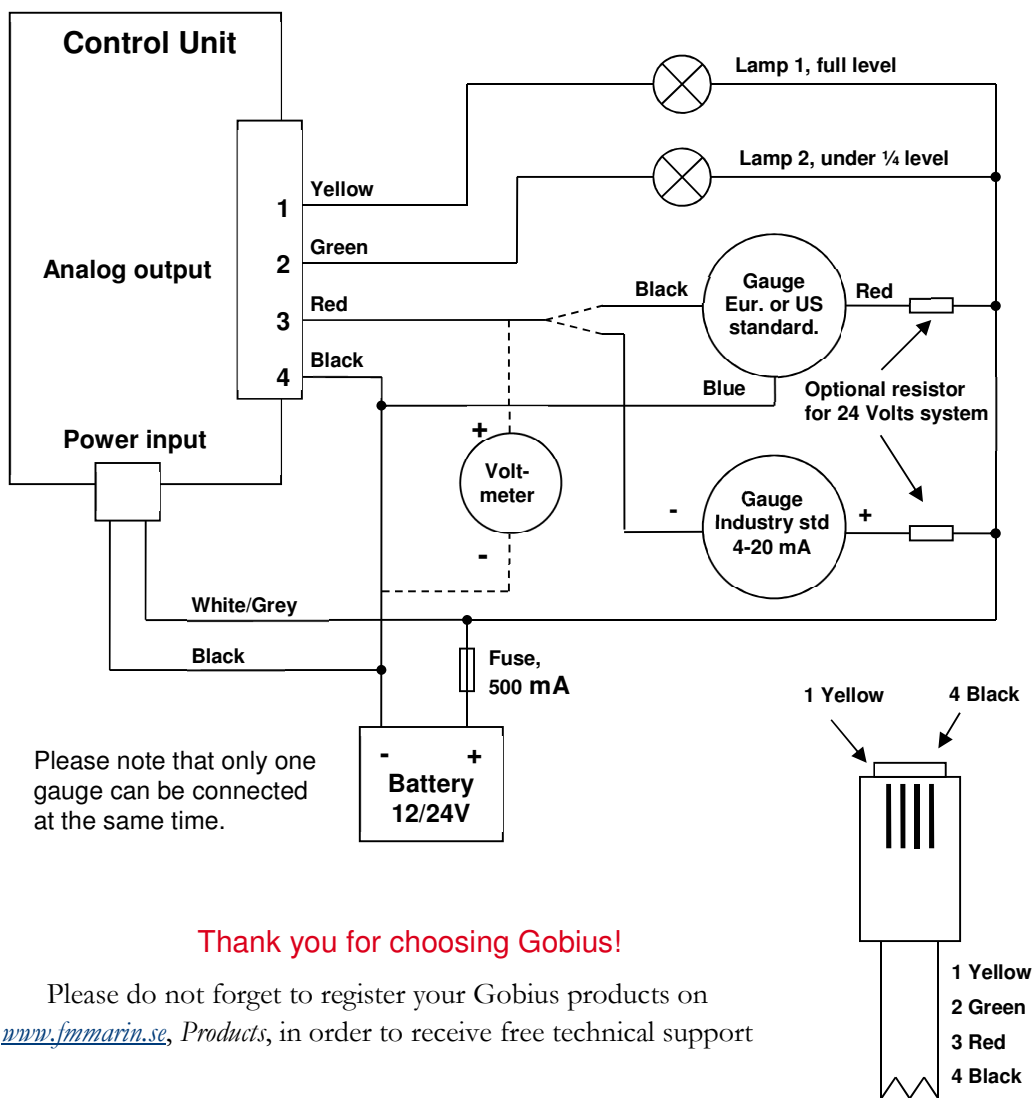 Control Unit
Lamp 1, full level
Lamp 2, under ¼ level
Yellow
1
Green
2
Analog output
Red
3
Black
4
Black
Gauge
Eur. or US
standard.
Red
Blue
Optional resistor
for 24 Volts system
Power input
+
Volt-
meter
-
-
Gauge
Industry std
4-20 mA
+
White/Grey
Black
Fuse,
500 mA
- +
Battery
12/24V
Please note that only one
gauge can be connected
at the same time.
1 Yellow
4 Black
1 Yellow
2 Green
3 Red
4 Black
Thank you for choosing Gobius!
Please do not forget to register your Gobius products on
www.fmmarin.se, Products, in order to receive free technical support